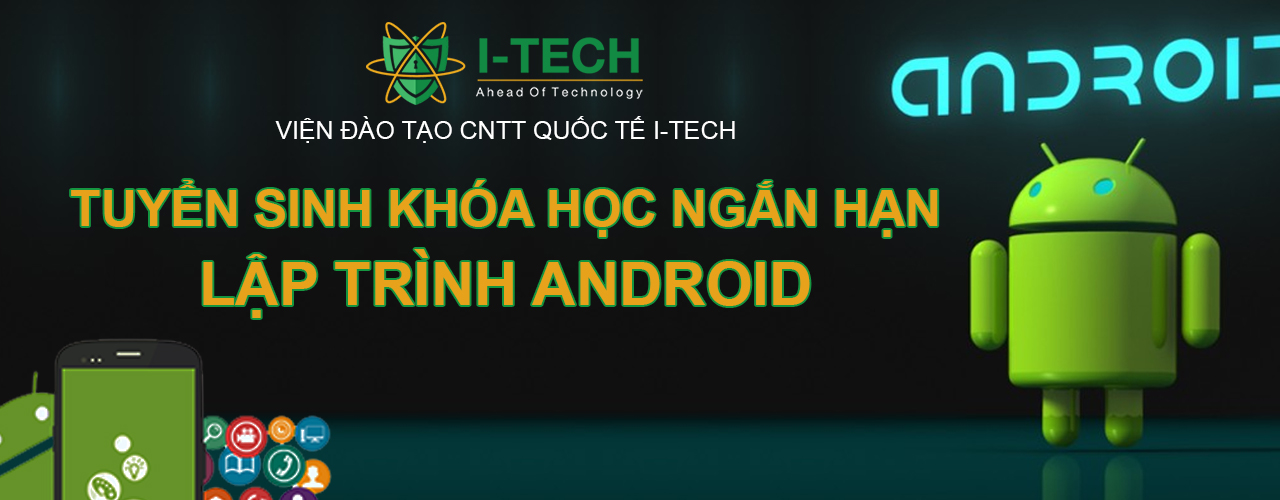 I-TECH
Ahead Of Technology
VIỆN ĐÀO TẠO CNTT QUỐC TẾ I-TECH
TUYỂN SINH KHÓA HỌC NGẮN HẠN
LẬP TRÌNH ANDROID
ANDROID